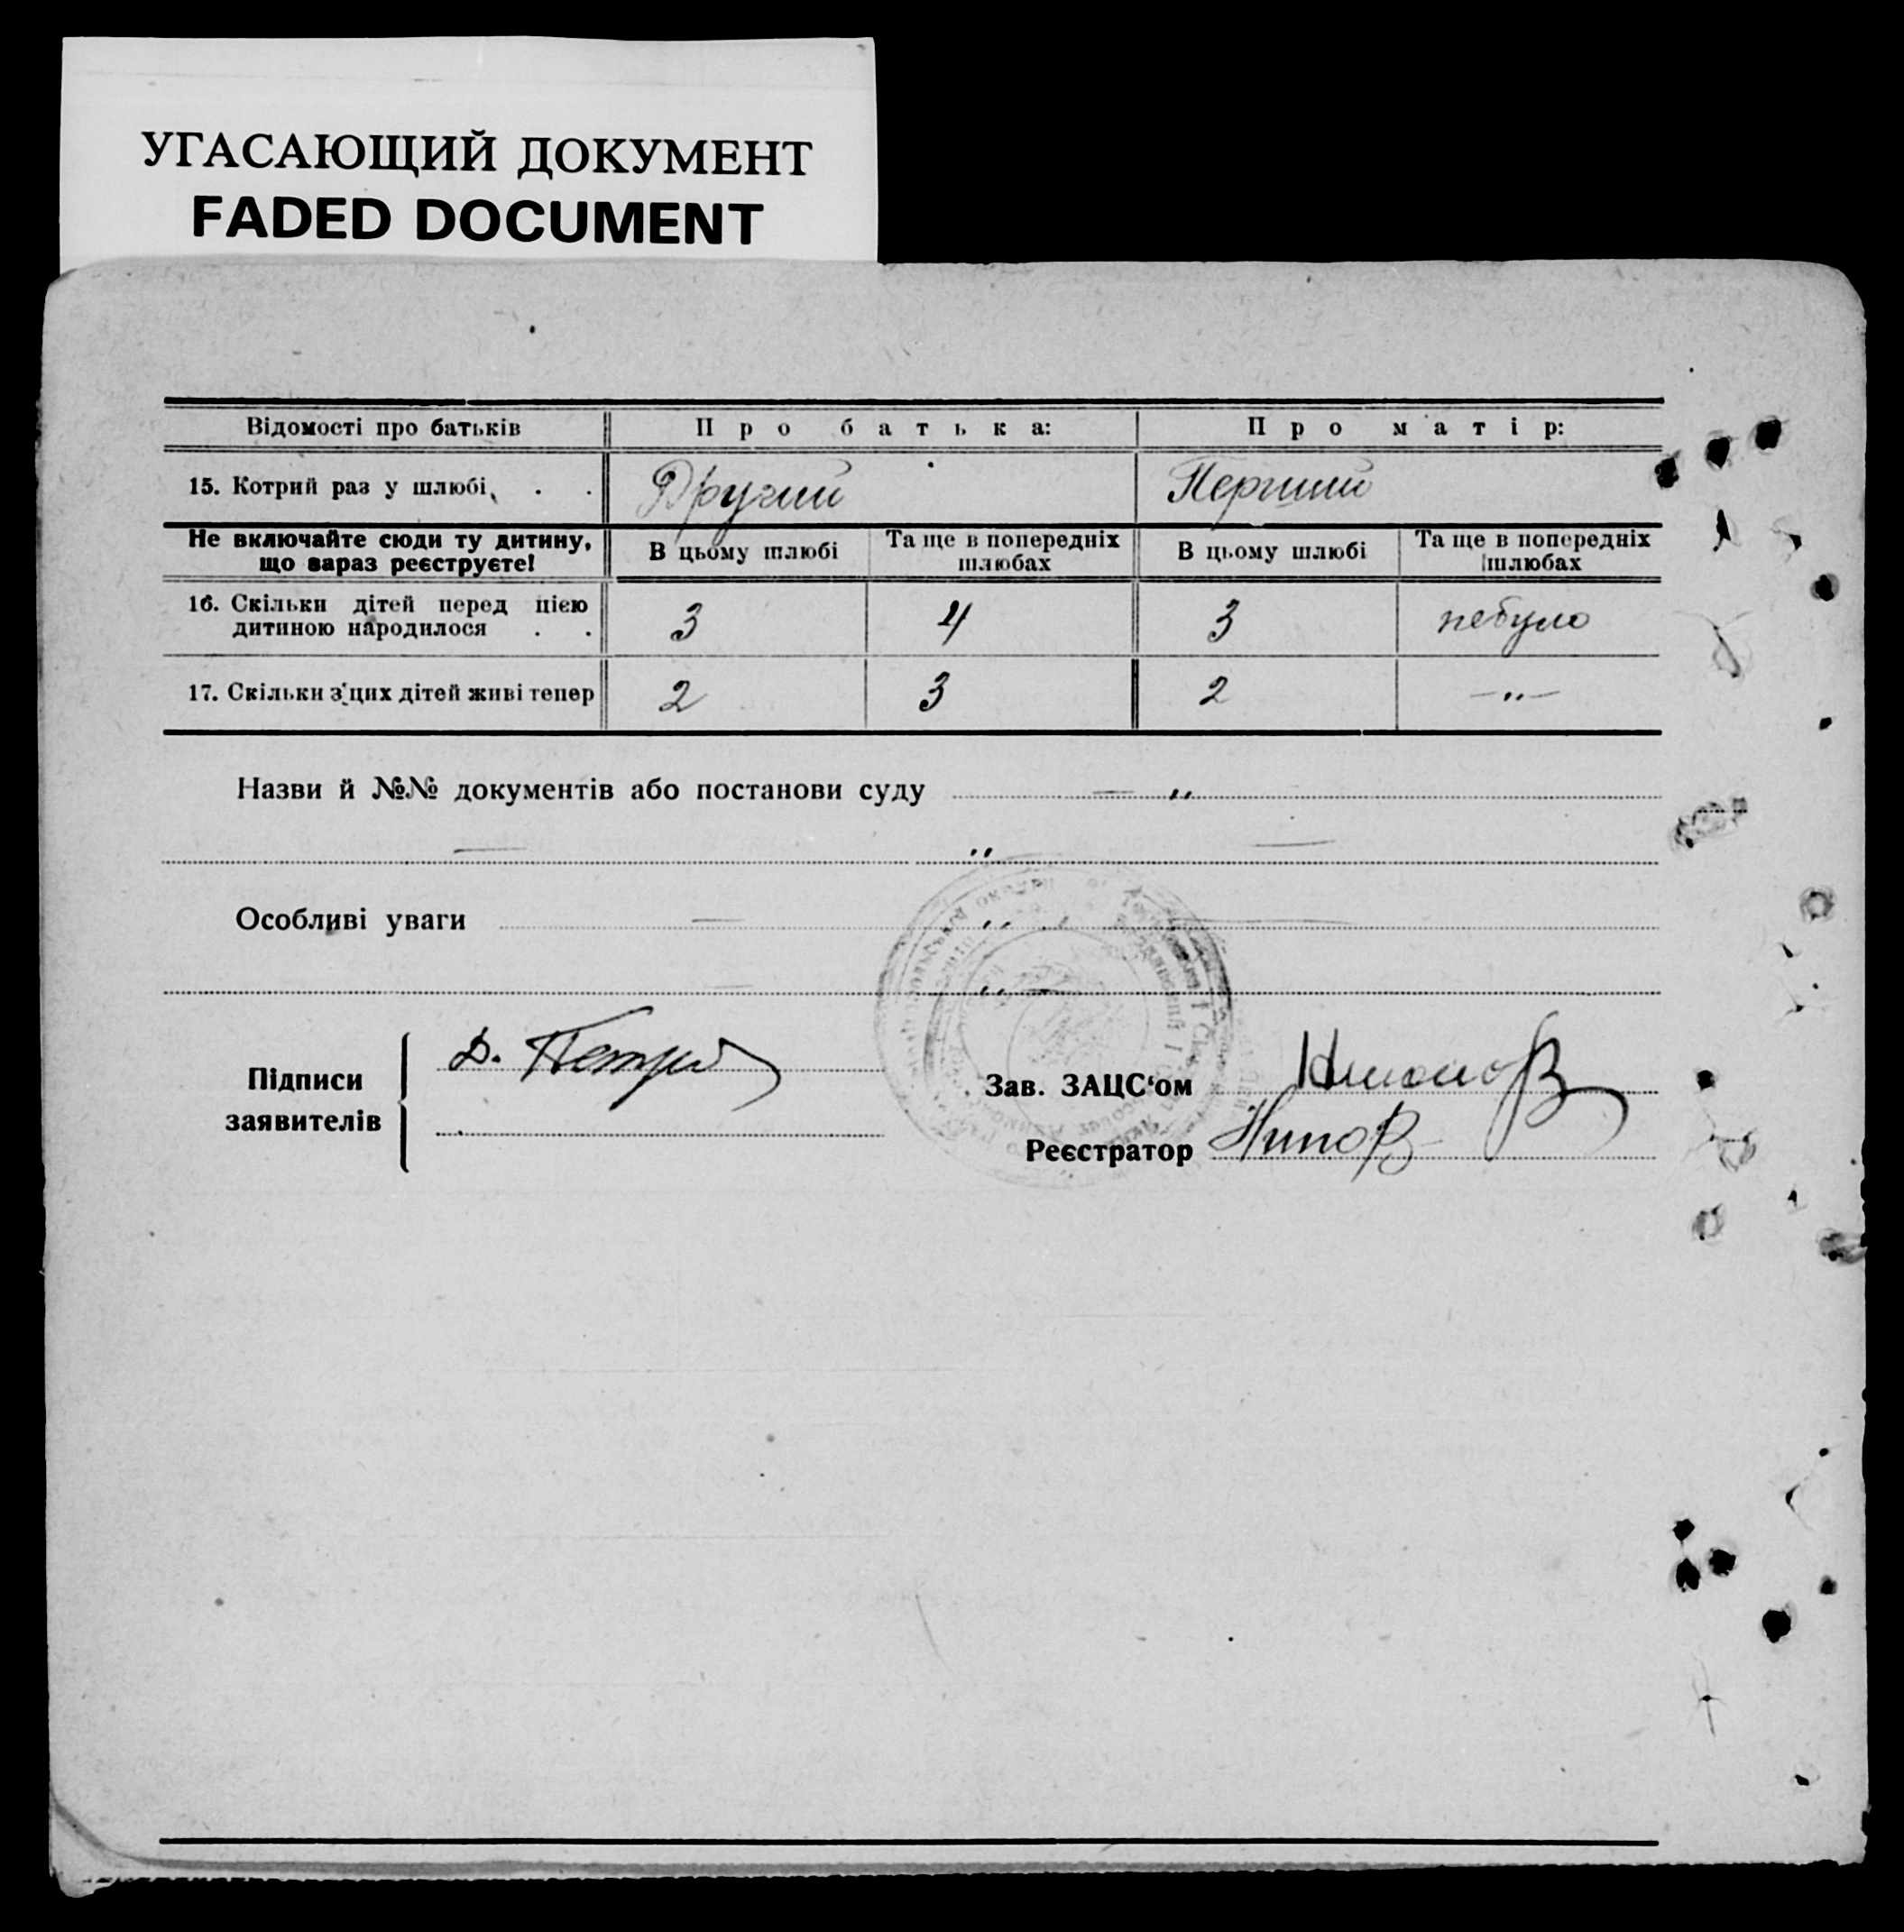 УГАСАЮЩИЙ ДОКУМЕНТ
FADED DOCUMENT
Відомості про батьків Про батька: Про матір:
15. Котрий раз у шлюбі . . Другий Перший
Не включайте сюди ту дитину, що зараз реєструєте! В цьому шлюбі Та ще в попередніх шлюбах В цьому шлюбі Та ще в попередніх шлюбах
16. Скільки дітей перед цією
дитиною народилося . . 3 4 3 небуло
17. Скільки з цих дітей живі тепер 2 3 2 —"—
Назви й №№ документів або постанови суду — "
— " —
Особливі уваги — " —
— " —
Підписи заявителів Д.
Зав. ЗАЦС'ом
Реєстратор